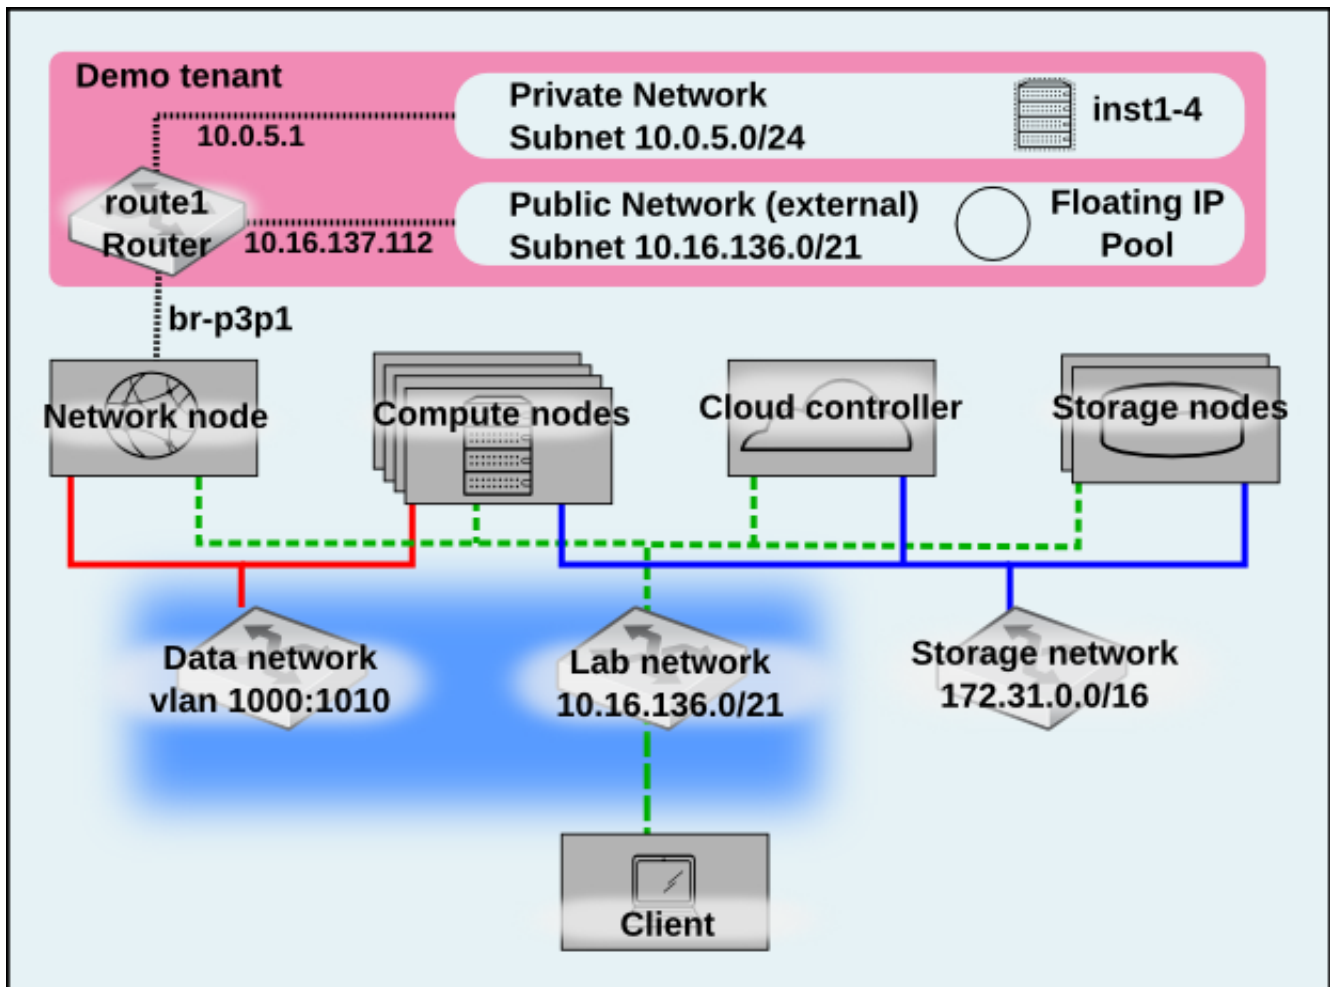 Demo tenant
Private Network
Subnet 10.0.5.0/24
inst1-4
10.0.5.1
route1
Router
10.16.137.112
Public Network (external)
Subnet 10.16.136.0/21
Floating IP
Pool
br-p3p1
Network node
Compute nodes
Cloud controller
Storage nodes
Data network
vlan 1000:1010
Lab network
10.16.136.0/21
Storage network
172.31.0.0/16
Client